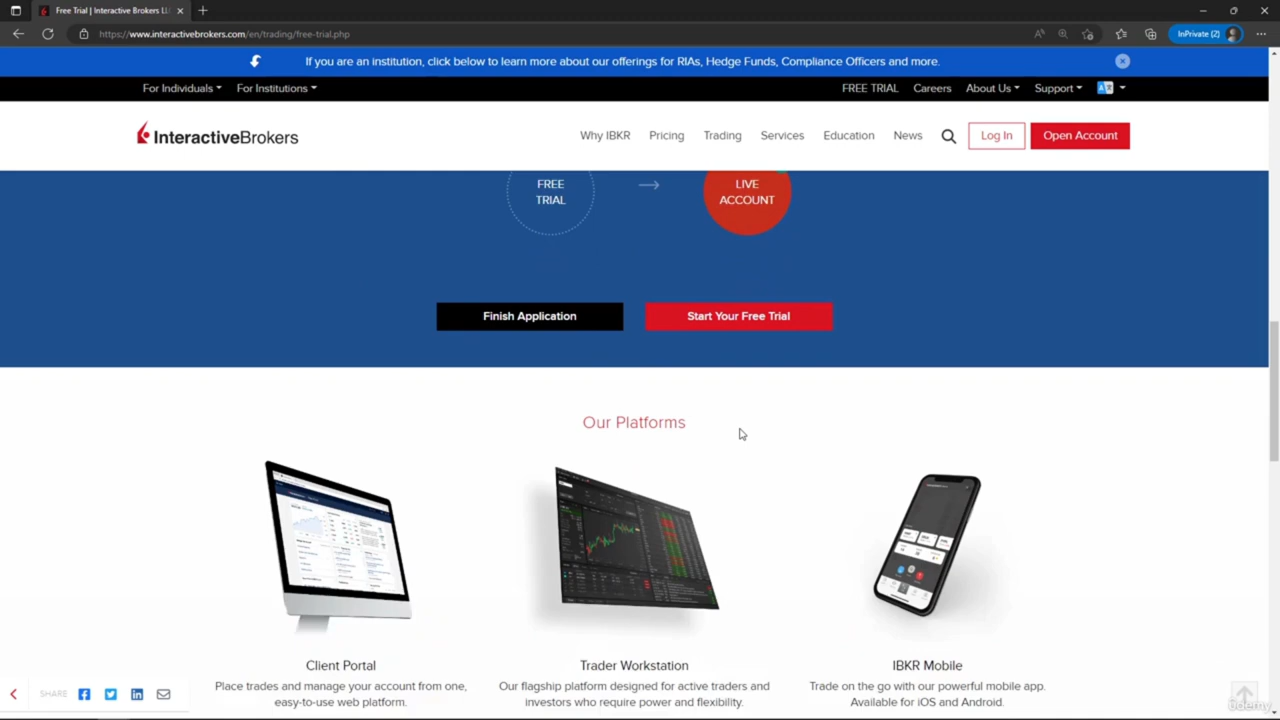 Free Trial | Interactive Brokers LL
https://www.interactivebrokers.com/en/trading/free-trial.php
InPrivate (2)
If you are an institution, click below to learn more about our offerings for RIAs, Hedge Funds, Compliance Officers and more.
For Individuals For Institutions FREE TRIAL Careers About Us Support
InteractiveBrokers Why IBKR Pricing Trading Services Education News Log In Open Account
FREE
TRIAL
LIVE
ACCOUNT
Finish Application Start Your Free Trial
Our Platforms
Client Portal
Place trades and manage your account from one,
easy-to-use web platform.
Trader Workstation
Our flagship platform designed for active traders and
investors who require power and flexibility.
IBKR Mobile
Trade on the go with our powerful mobile app.
Available for iOS and Android.
SHARE
udemy